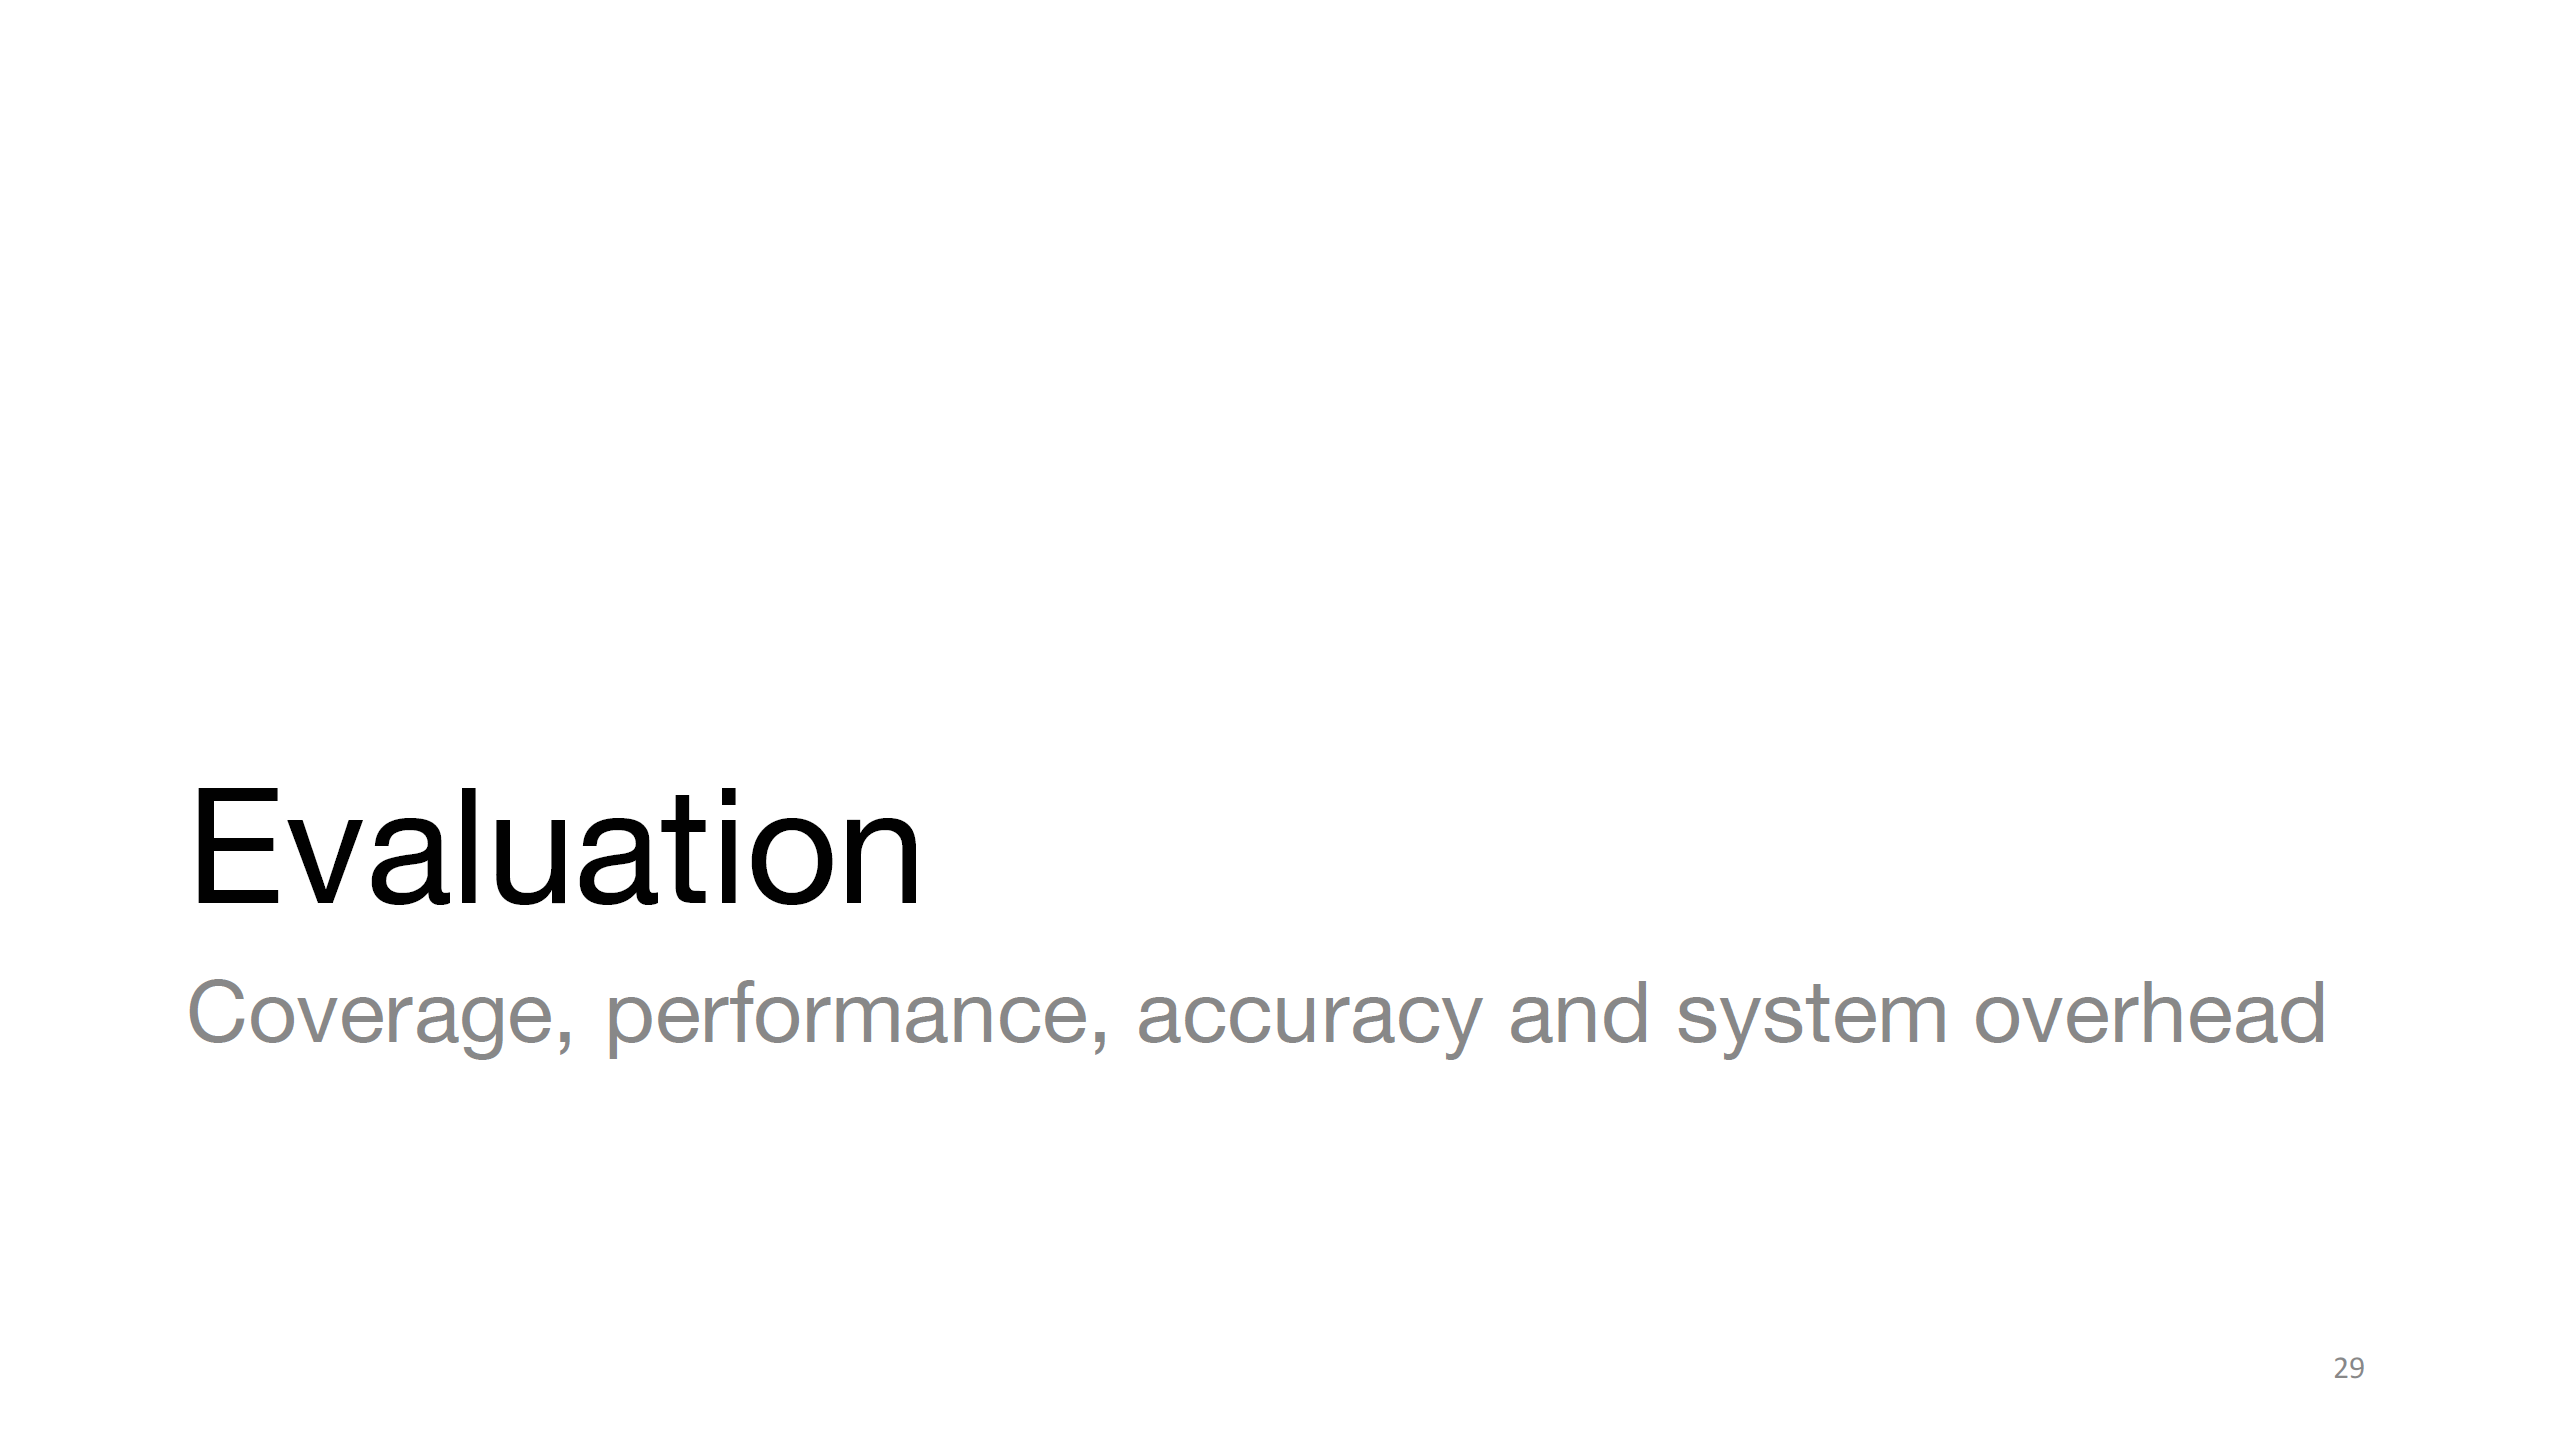 Evaluation
Coverage, performance, accuracy and system overhead
29